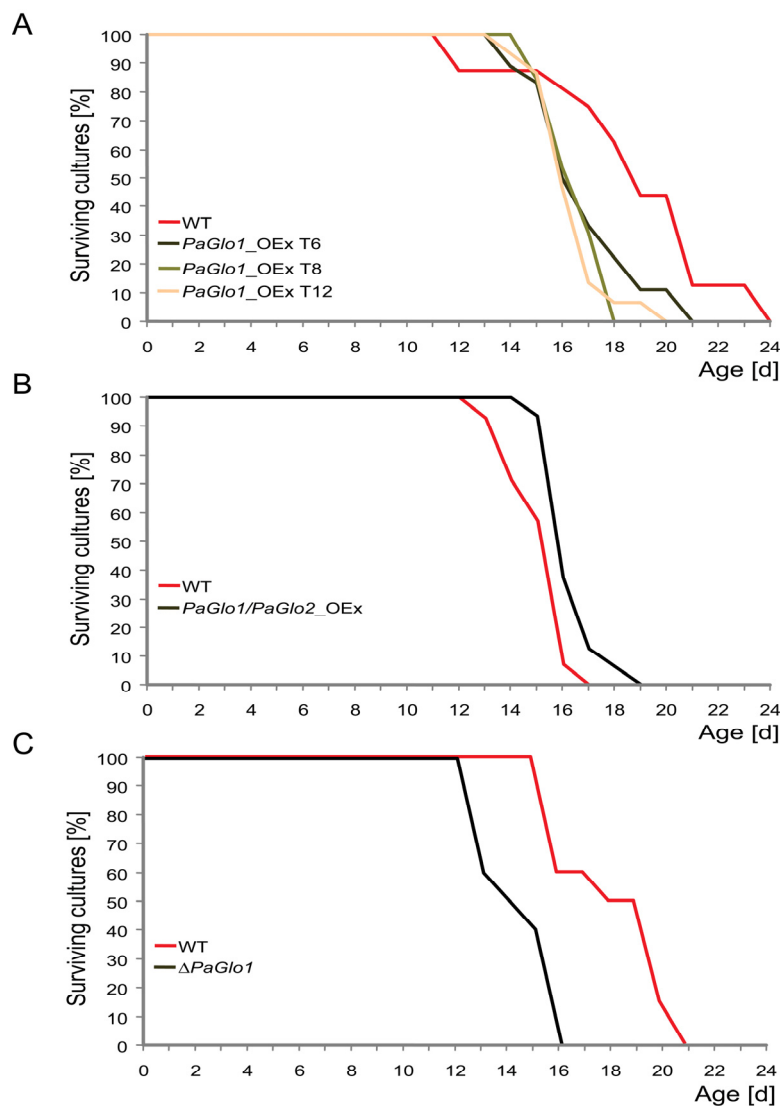 A
Surviving cultures [%]
100
90
80
70
60
50
40
30
20
10
0
WT
PaGlo1_OEx T6
PaGlo1_OEx T8
PaGlo1_OEx T12
0 2 4 6 8 10 12 14 16 18 20 22 24
Age [d]
B
Surviving cultures [%]
100
90
80
70
60
50
40
30
20
10
0
WT
PaGlo1/PaGlo2_OEx
0 2 4 6 8 10 12 14 16 18 20 22 24
Age [d]
C
Surviving cultures [%]
100
90
80
70
60
50
40
30
20
10
0
WT
ΔPaGlo1
0 2 4 6 8 10 12 14 16 18 20 22 24
Age [d]